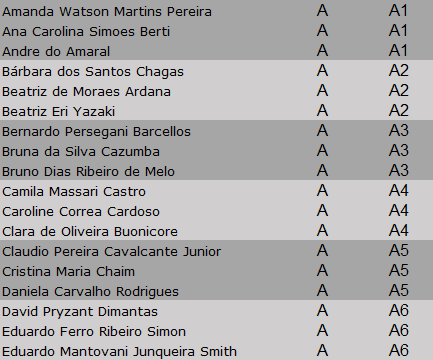 Amanda Watson Martins Pereira A A1
Ana Carolina Simoes Berti A A1
Andre do Amaral A A1
Bárbara dos Santos Chagas A A2
Beatriz de Moraes Ardana A A2
Beatriz Eri Yazaki A A2
Bernardo Persegani Barcellos A A3
Bruna da Silva Cazumba A A3
Bruno Dias Ribeiro de Melo A A3
Camila Massari Castro A A4
Caroline Correa Cardoso A A4
Clara de Oliveira Buonicore A A4
Claudio Pereira Cavalcante Junior A A5
Cristina Maria Chaim A A5
Daniela Carvalho Rodrigues A A5
David Pryzant Dimantas A A6
Eduardo Ferro Ribeiro Simon A A6
Eduardo Mantovani Junqueira Smith A A6